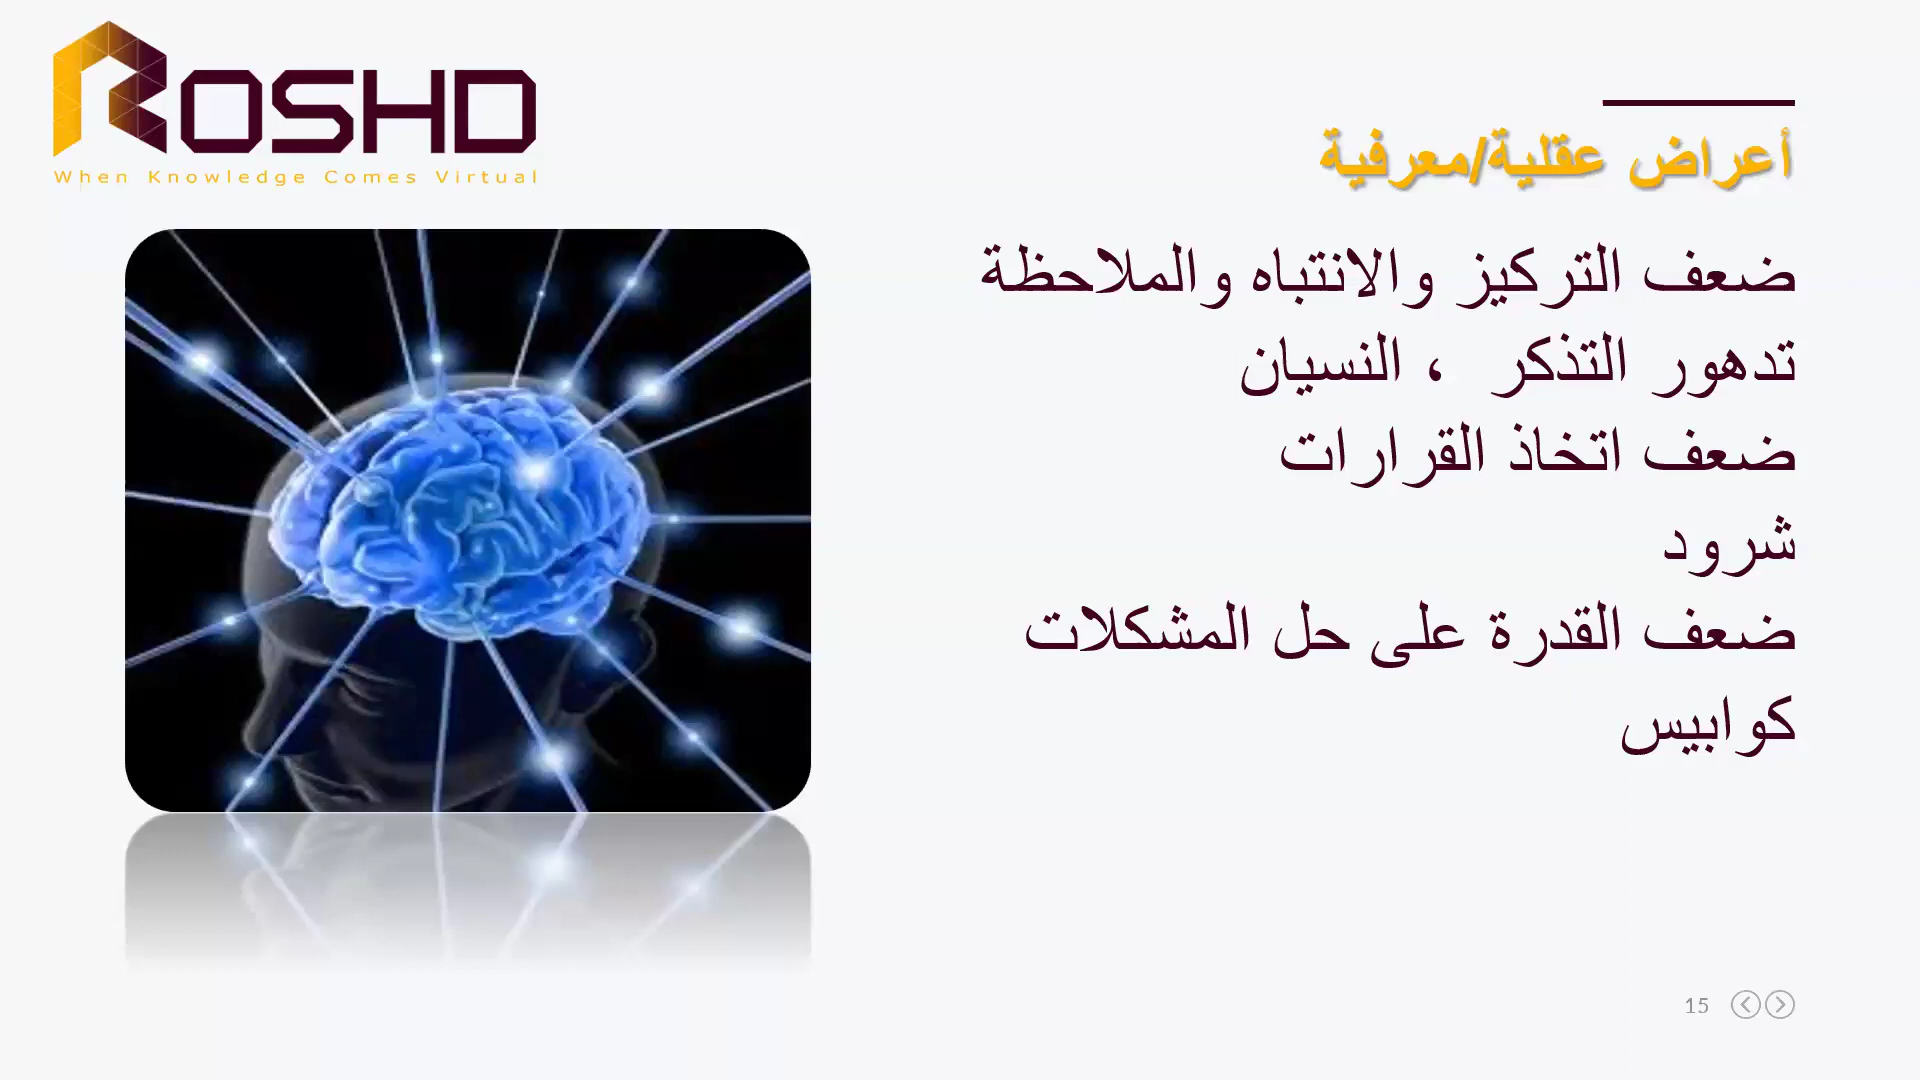 ROSHD
When Knowledge Comes Virtual
أعراض عقلية/معرفية
ضعف التركيز والانتباه والملاحظة
تدهور التذكر ، النسيان
ضعف اتخاذ القرارات
شرود
ضعف القدرة على حل المشكلات
كوابيس
15